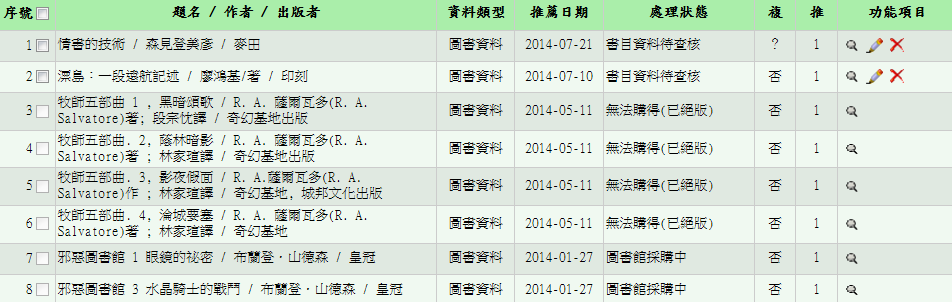 序號 題名 / 作者 / 出版者 資料類型 推薦日期 處理狀態 複 推 功能項目
1 情書的技術 / 森見登美彥 / 麥田 圖書資料 2014-07-21 書目資料待查核 ? 1
2 漂島：一段遠航記述 / 廖鴻基/著 / 印刻 圖書資料 2014-07-10 書目資料待查核 否 1
3 牧師五部曲 1 , 黑暗頌歌 / R. A. 薩爾瓦多(R. A.
Salvatore)著; 段宗忱譯 / 奇幻基地出版 圖書資料 2014-05-11 無法購得(已絕版) 否 1
4 牧師五部曲. 2, 蔭林暗影 / R. A. 薩爾瓦多(R. A.
Salvatore)著 ; 林家瑄譯 / 奇幻基地出版 圖書資料 2014-05-11 無法購得(已絕版) 否 1
5 牧師五部曲. 3, 影夜假面 / R. A.薩爾瓦多(R. A.
Salvatore)作 ; 林家瑄譯 / 奇幻基地, 城邦文化出版 圖書資料 2014-05-11 無法購得(已絕版) 否 1
6 牧師五部曲. 4, 淪城要塞 / R. A. 薩爾瓦多(R. A.
Salvatore)著 ; 林家瑄譯 / 奇幻基地 圖書資料 2014-05-11 無法購得(已絕版) 否 1
7 邪惡圖書館 1 眼鏡的祕密 / 布蘭登·山德森 / 皇冠 圖書資料 2014-01-27 圖書館採購中 否 1
8 邪惡圖書館 3 水晶騎士的戰鬥 / 布蘭登·山德森 / 皇冠 圖書資料 2014-01-27 圖書館採購中 否 1